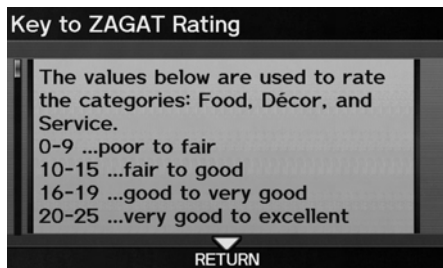 Key to ZAGAT Rating
The values below are used to rate
the categories: Food, Décor, and
Service.
0-9 ...poor to fair
10-15 ...fair to good
16-19 ...good to very good
20-25 ...very good to excellent
RETURN